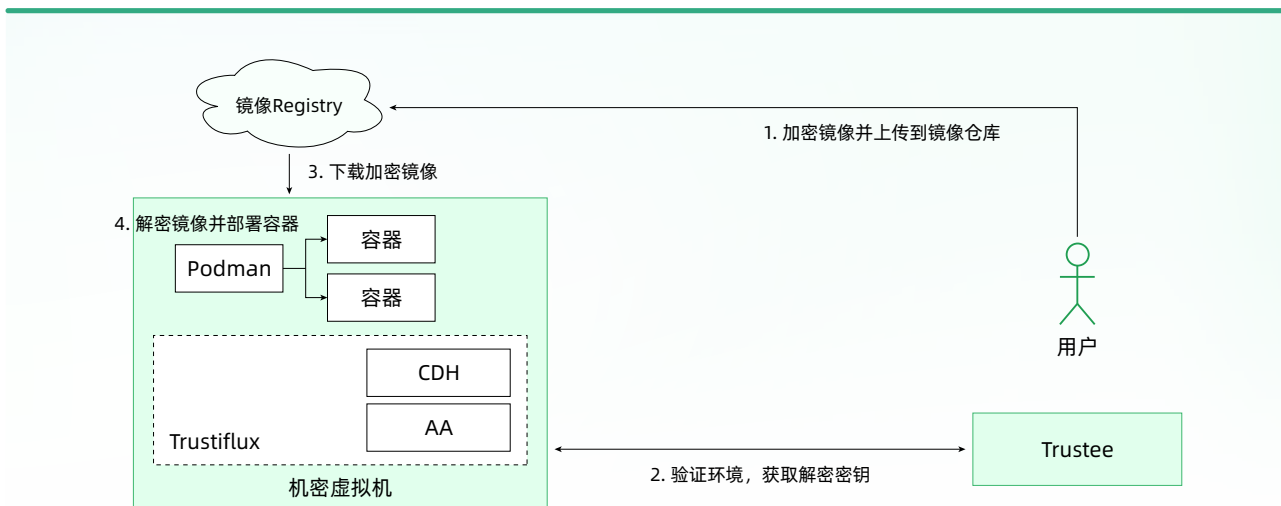 镜像Registry
1. 加密镜像并上传到镜像仓库
3. 下载加密镜像
4. 解密镜像并部署容器
容器
Podman
容器
用户
CDH
AA
Trustiflux
Trustee
2. 验证环境，获取解密密钥
机密虚拟机